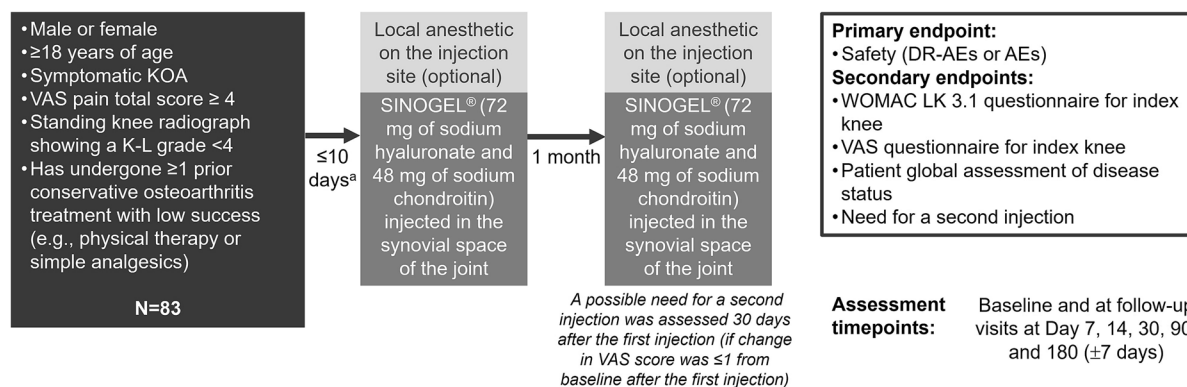 •Male or female
•≥18 years of age
•Symptomatic KOA
•VAS pain total score ≥ 4
•Standing knee radiograph
showing a K-L grade <4
•Has undergone ≥1 prior
conservative osteoarthritis
treatment with low success
(e.g., physical therapy or
simple analgesics)
N=83
≤10
daysᵃ
Local anesthetic
on the injection
site (optional)
SINOGEL® (72
mg of sodium
hyaluronate and
48 mg of sodium
chondroitin)
injected in the
synovial space
of the joint
1 month
Local anesthetic
on the injection
site (optional)
SINOGEL® (72
mg of sodium
hyaluronate and
48 mg of sodium
chondroitin)
injected in the
synovial space
of the joint
A possible need for a second
injection was assessed 30 days
after the first injection (if change
in VAS score was ≤1 from
baseline after the first injection)
Primary endpoint:
•Safety (DR-AEs or AEs)
Secondary endpoints:
•WOMAC LK 3.1 questionnaire for index
knee
•VAS questionnaire for index knee
•Patient global assessment of disease
status
•Need for a second injection
Assessment
timepoints:
Baseline and at follow-up
visits at Day 7, 14, 30, 90
and 180 (±7 days)